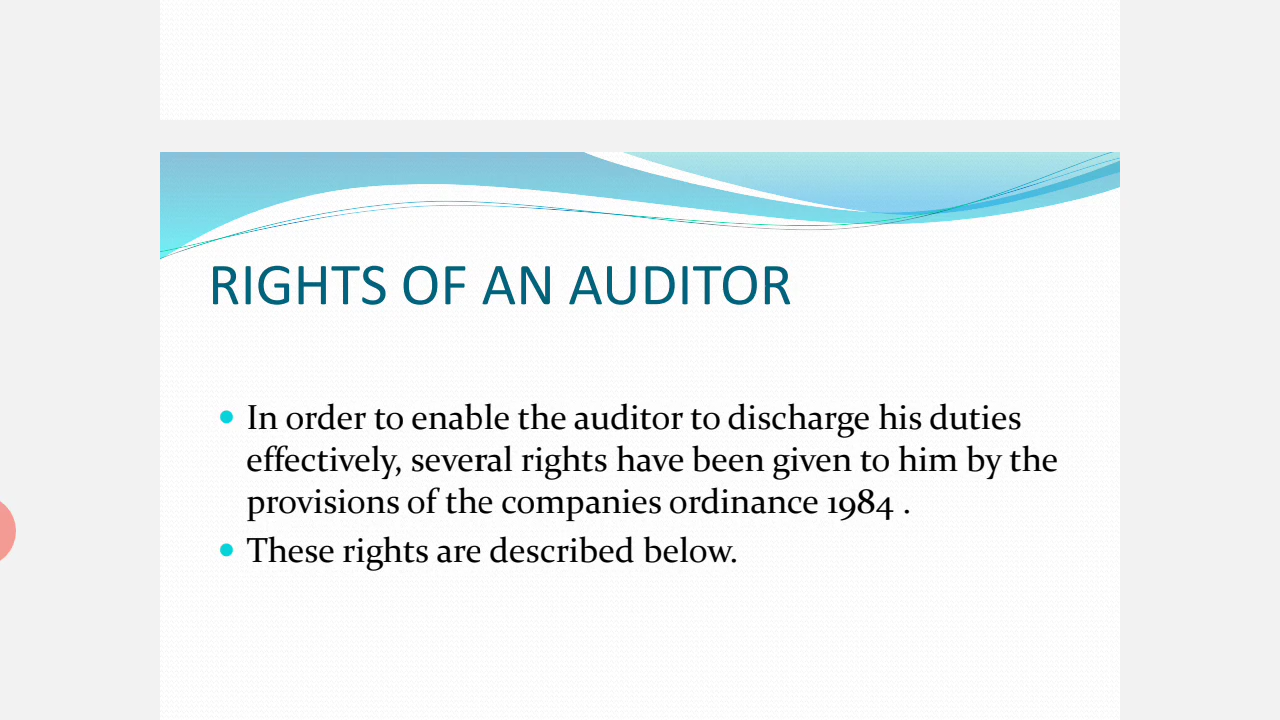 RIGHTS OF AN AUDITOR
In order to enable the auditor to discharge his duties
effectively, several rights have been given to him by the
provisions of the companies ordinance 1984 .
These rights are described below.